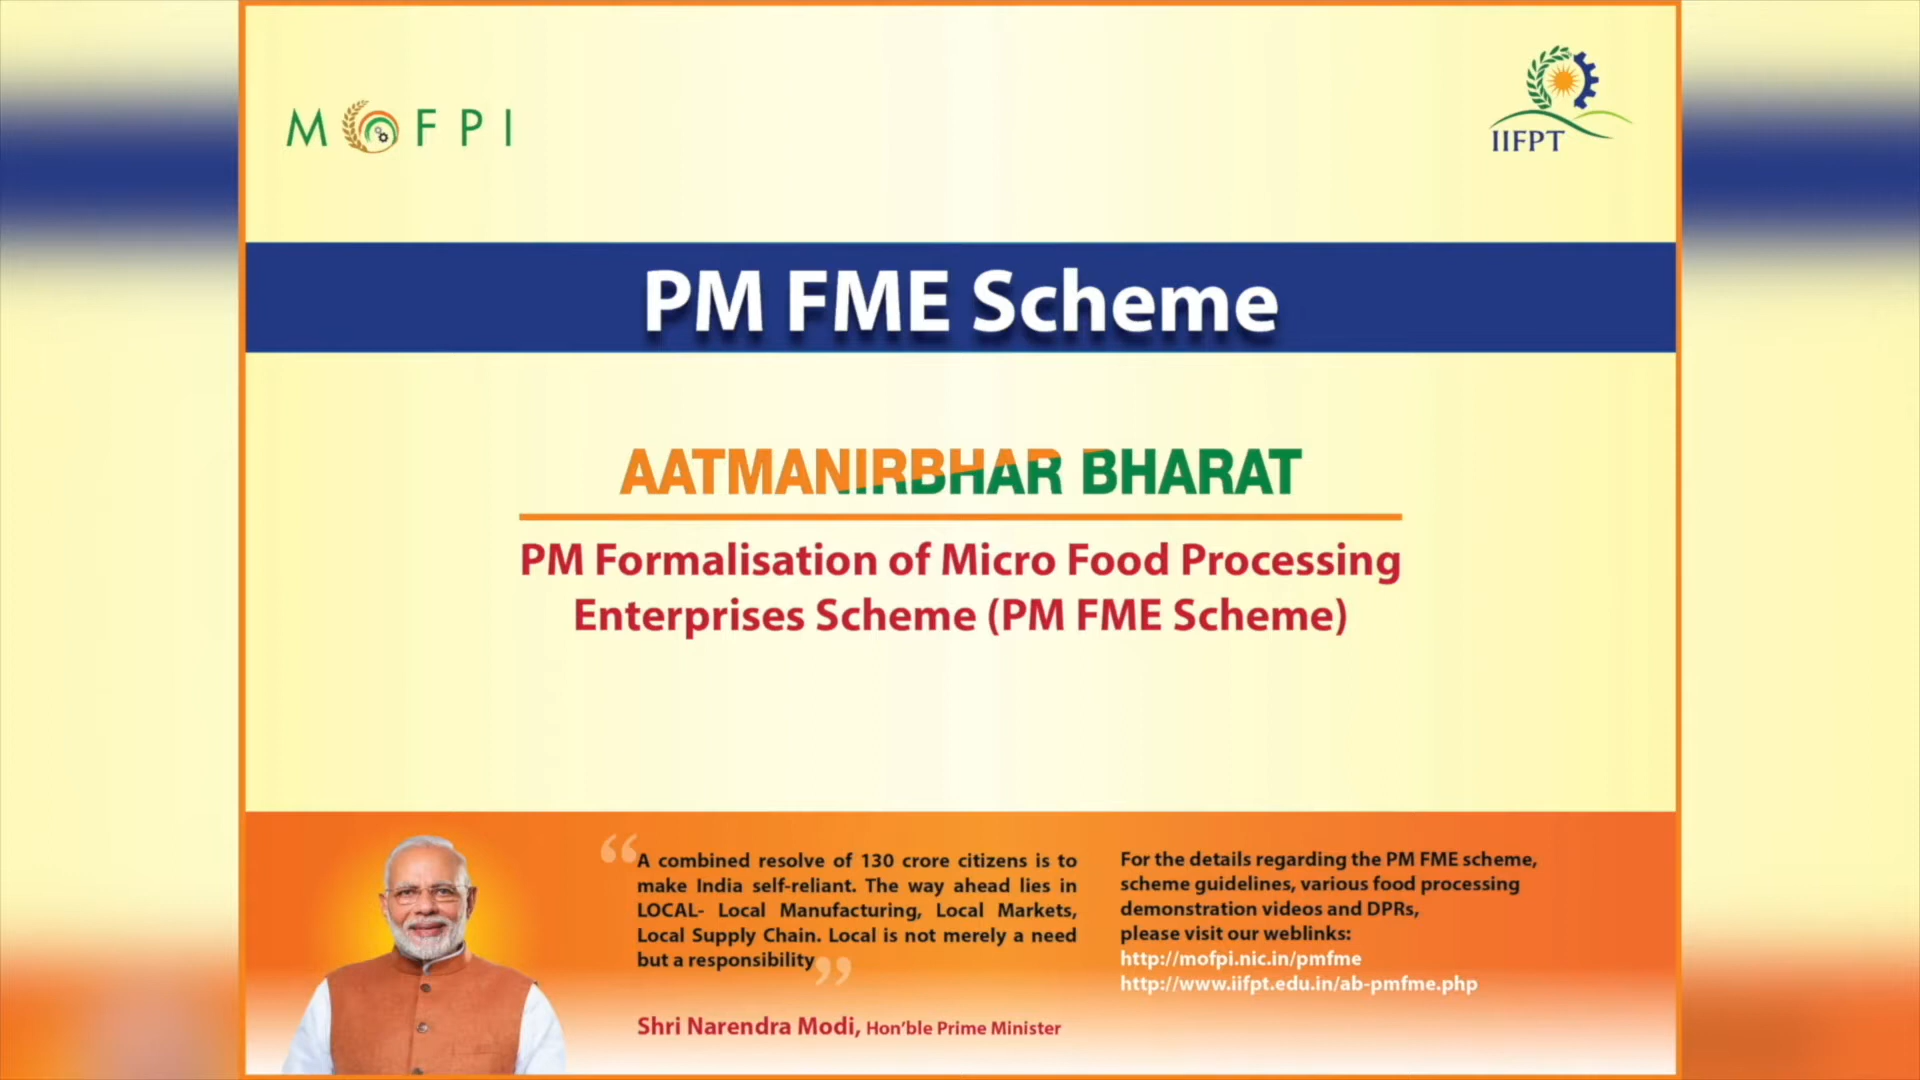 MOFPI
IIFPT
PM FME Scheme
AATMANIRBHAR BHARAT
PM Formalisation of Micro Food Processing
Enterprises Scheme (PM FME Scheme)
“A combined resolve of 130 crore citizens is to
make India self-reliant. The way ahead lies in
LOCAL- Local Manufacturing, Local Markets,
Local Supply Chain. Local is not merely a need
but a responsibility”
Shri Narendra Modi, Hon’ble Prime Minister
For the details regarding the PM FME scheme,
scheme guidelines, various food processing
demonstration videos and DPRs,
please visit our weblinks:
http://mofpi.nic.in/pmfme
http://www.iifpt.edu.in/ab-pmfme.php